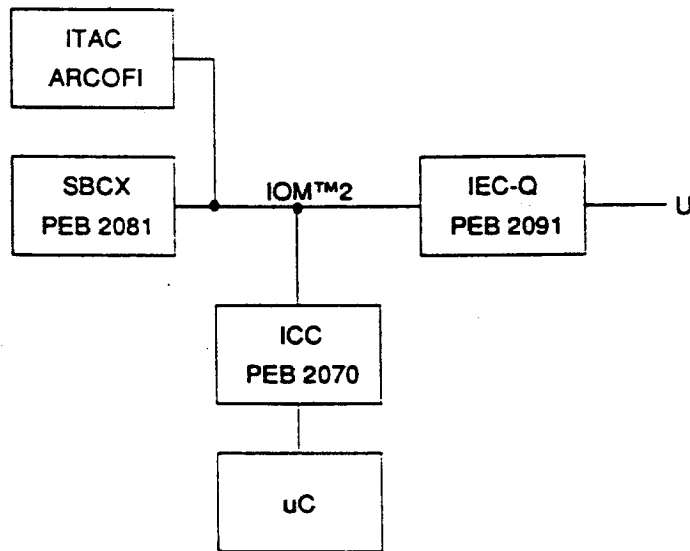 ITAC
ARCOFI
SBCX
PEB 2081
IOM™2
IEC-Q
PEB 2091
U
ICC
PEB 2070
uC